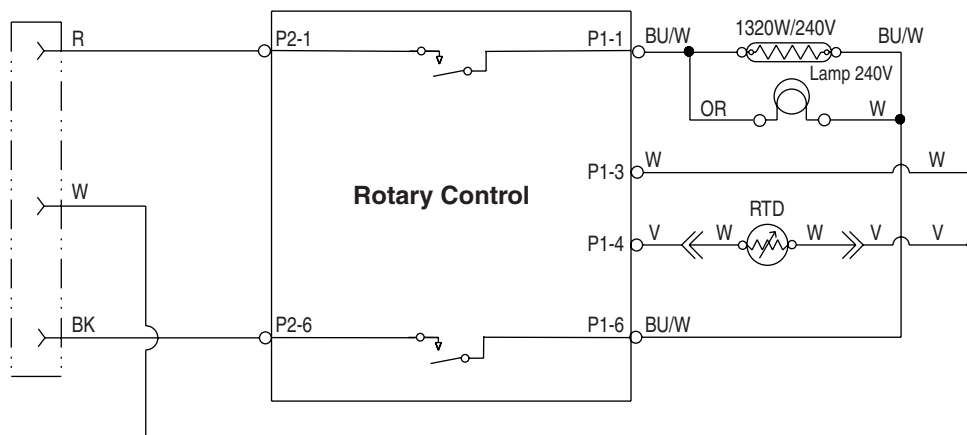 R P2-1 P1-1 BU/W 1320W/240V BU/W
Lamp 240V
OR W
W P1-3 W W
Rotary Control
RTD
P1-4 V W W V V
BK P2-6 P1-6 BU/W